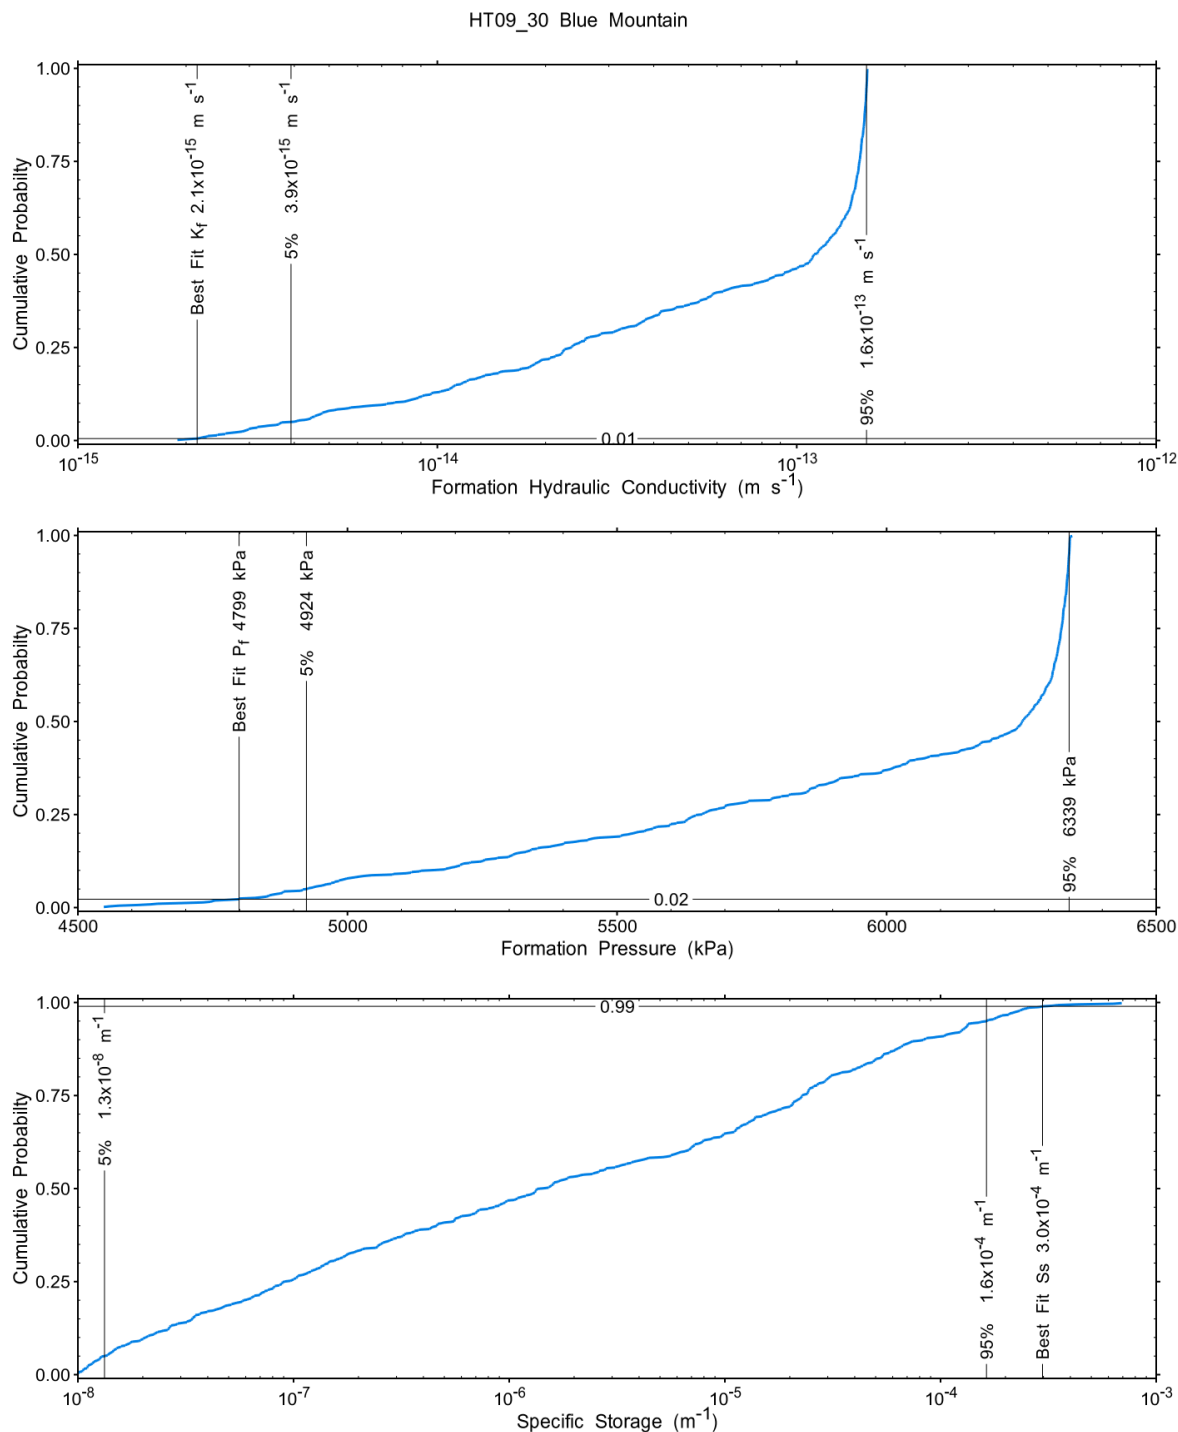 HT09_30 Blue Mountain
1.00
0.75
0.50
0.25
0.00
Cumulative Probabilty
Best Fit Kf 2.1x10-15 m s-1
5% 3.9x10-15 m s-1
95% 1.6x10-13 m s-1
0.01
10-15
10-14
10-13
10-12
Formation Hydraulic Conductivity (m s-1)
1.00
0.75
0.50
0.25
0.00
Cumulative Probabilty
Best Fit Pf 4799 kPa
5% 4924 kPa
95% 6339 kPa
0.02
4500
5000
5500
6000
6500
Formation Pressure (kPa)
1.00
0.75
0.50
0.25
0.00
Cumulative Probabilty
5% 1.3x10-8 m-1
0.99
95% 1.6x10-4 m-1
Best Fit Ss 3.0x10-4 m-1
10-8
10-7
10-6
10-5
10-4
10-3
Specific Storage (m-1)